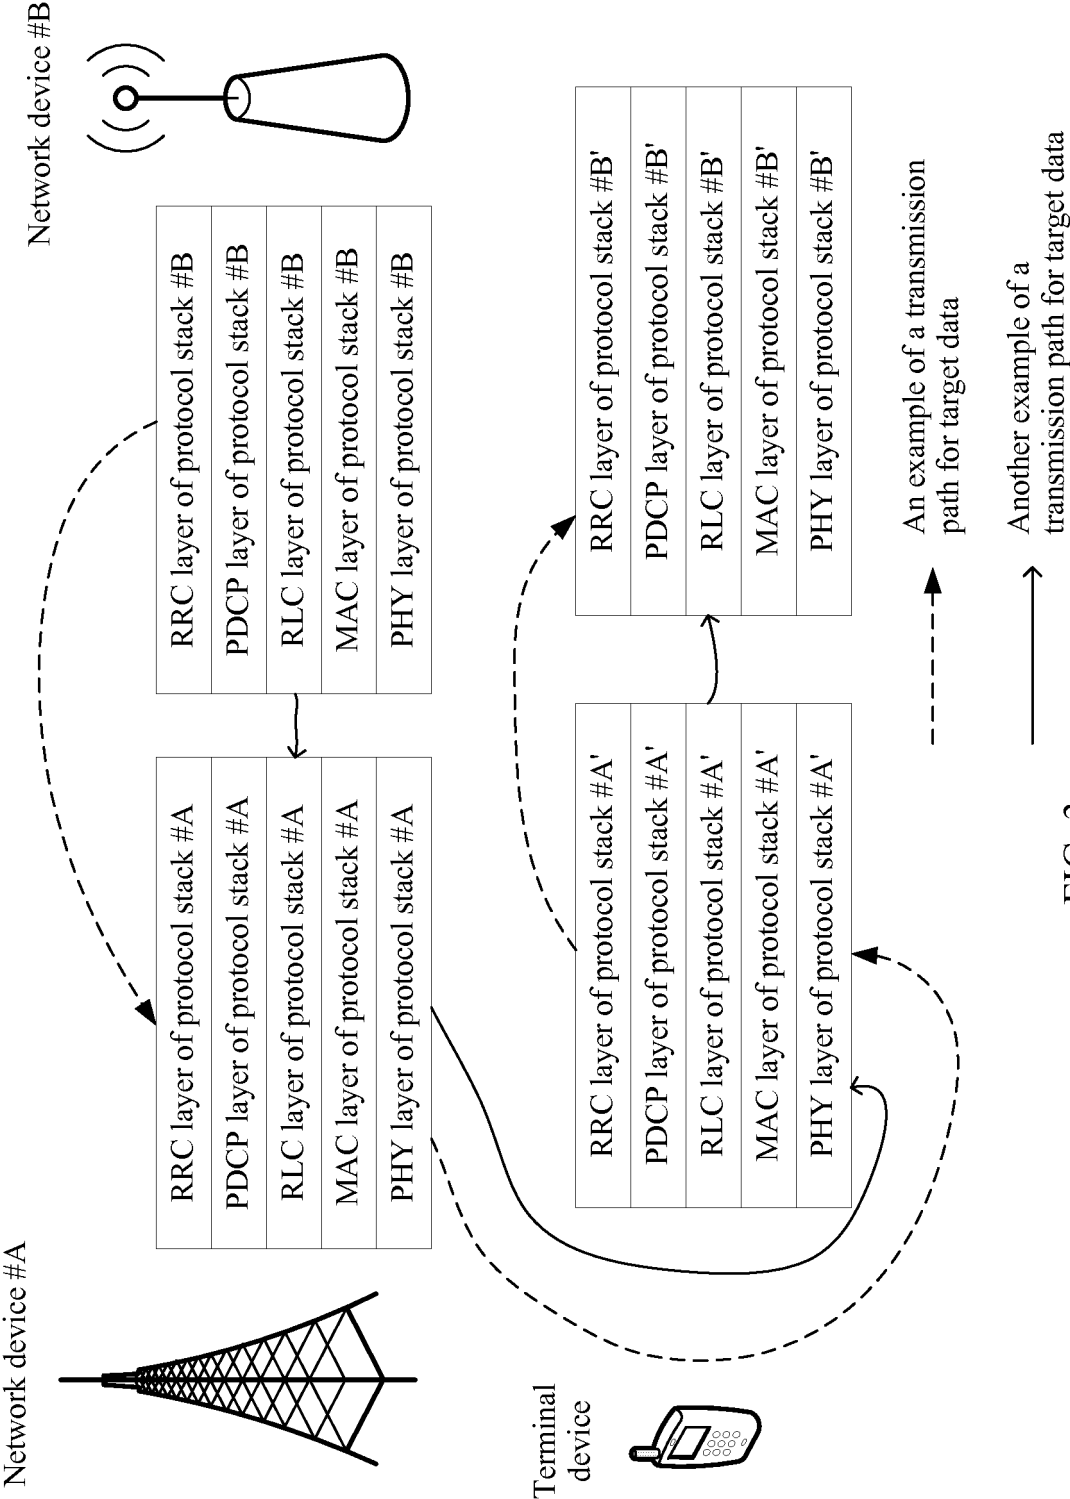 Network device #A
Network device #B
RRC layer of protocol stack #A
PDCP layer of protocol stack #A
RLC layer of protocol stack #A
MAC layer of protocol stack #A
PHY layer of protocol stack #A
RRC layer of protocol stack #B
PDCP layer of protocol stack #B
RLC layer of protocol stack #B
MAC layer of protocol stack #B
PHY layer of protocol stack #B
Terminal
device
RRC layer of protocol stack #A'
PDCP layer of protocol stack #A'
RLC layer of protocol stack #A'
MAC layer of protocol stack #A'
PHY layer of protocol stack #A'
RRC layer of protocol stack #B'
PDCP layer of protocol stack #B'
RLC layer of protocol stack #B'
MAC layer of protocol stack #B'
PHY layer of protocol stack #B'
An example of a transmission
path for target data
Another example of a
transmission path for target data
FIG.